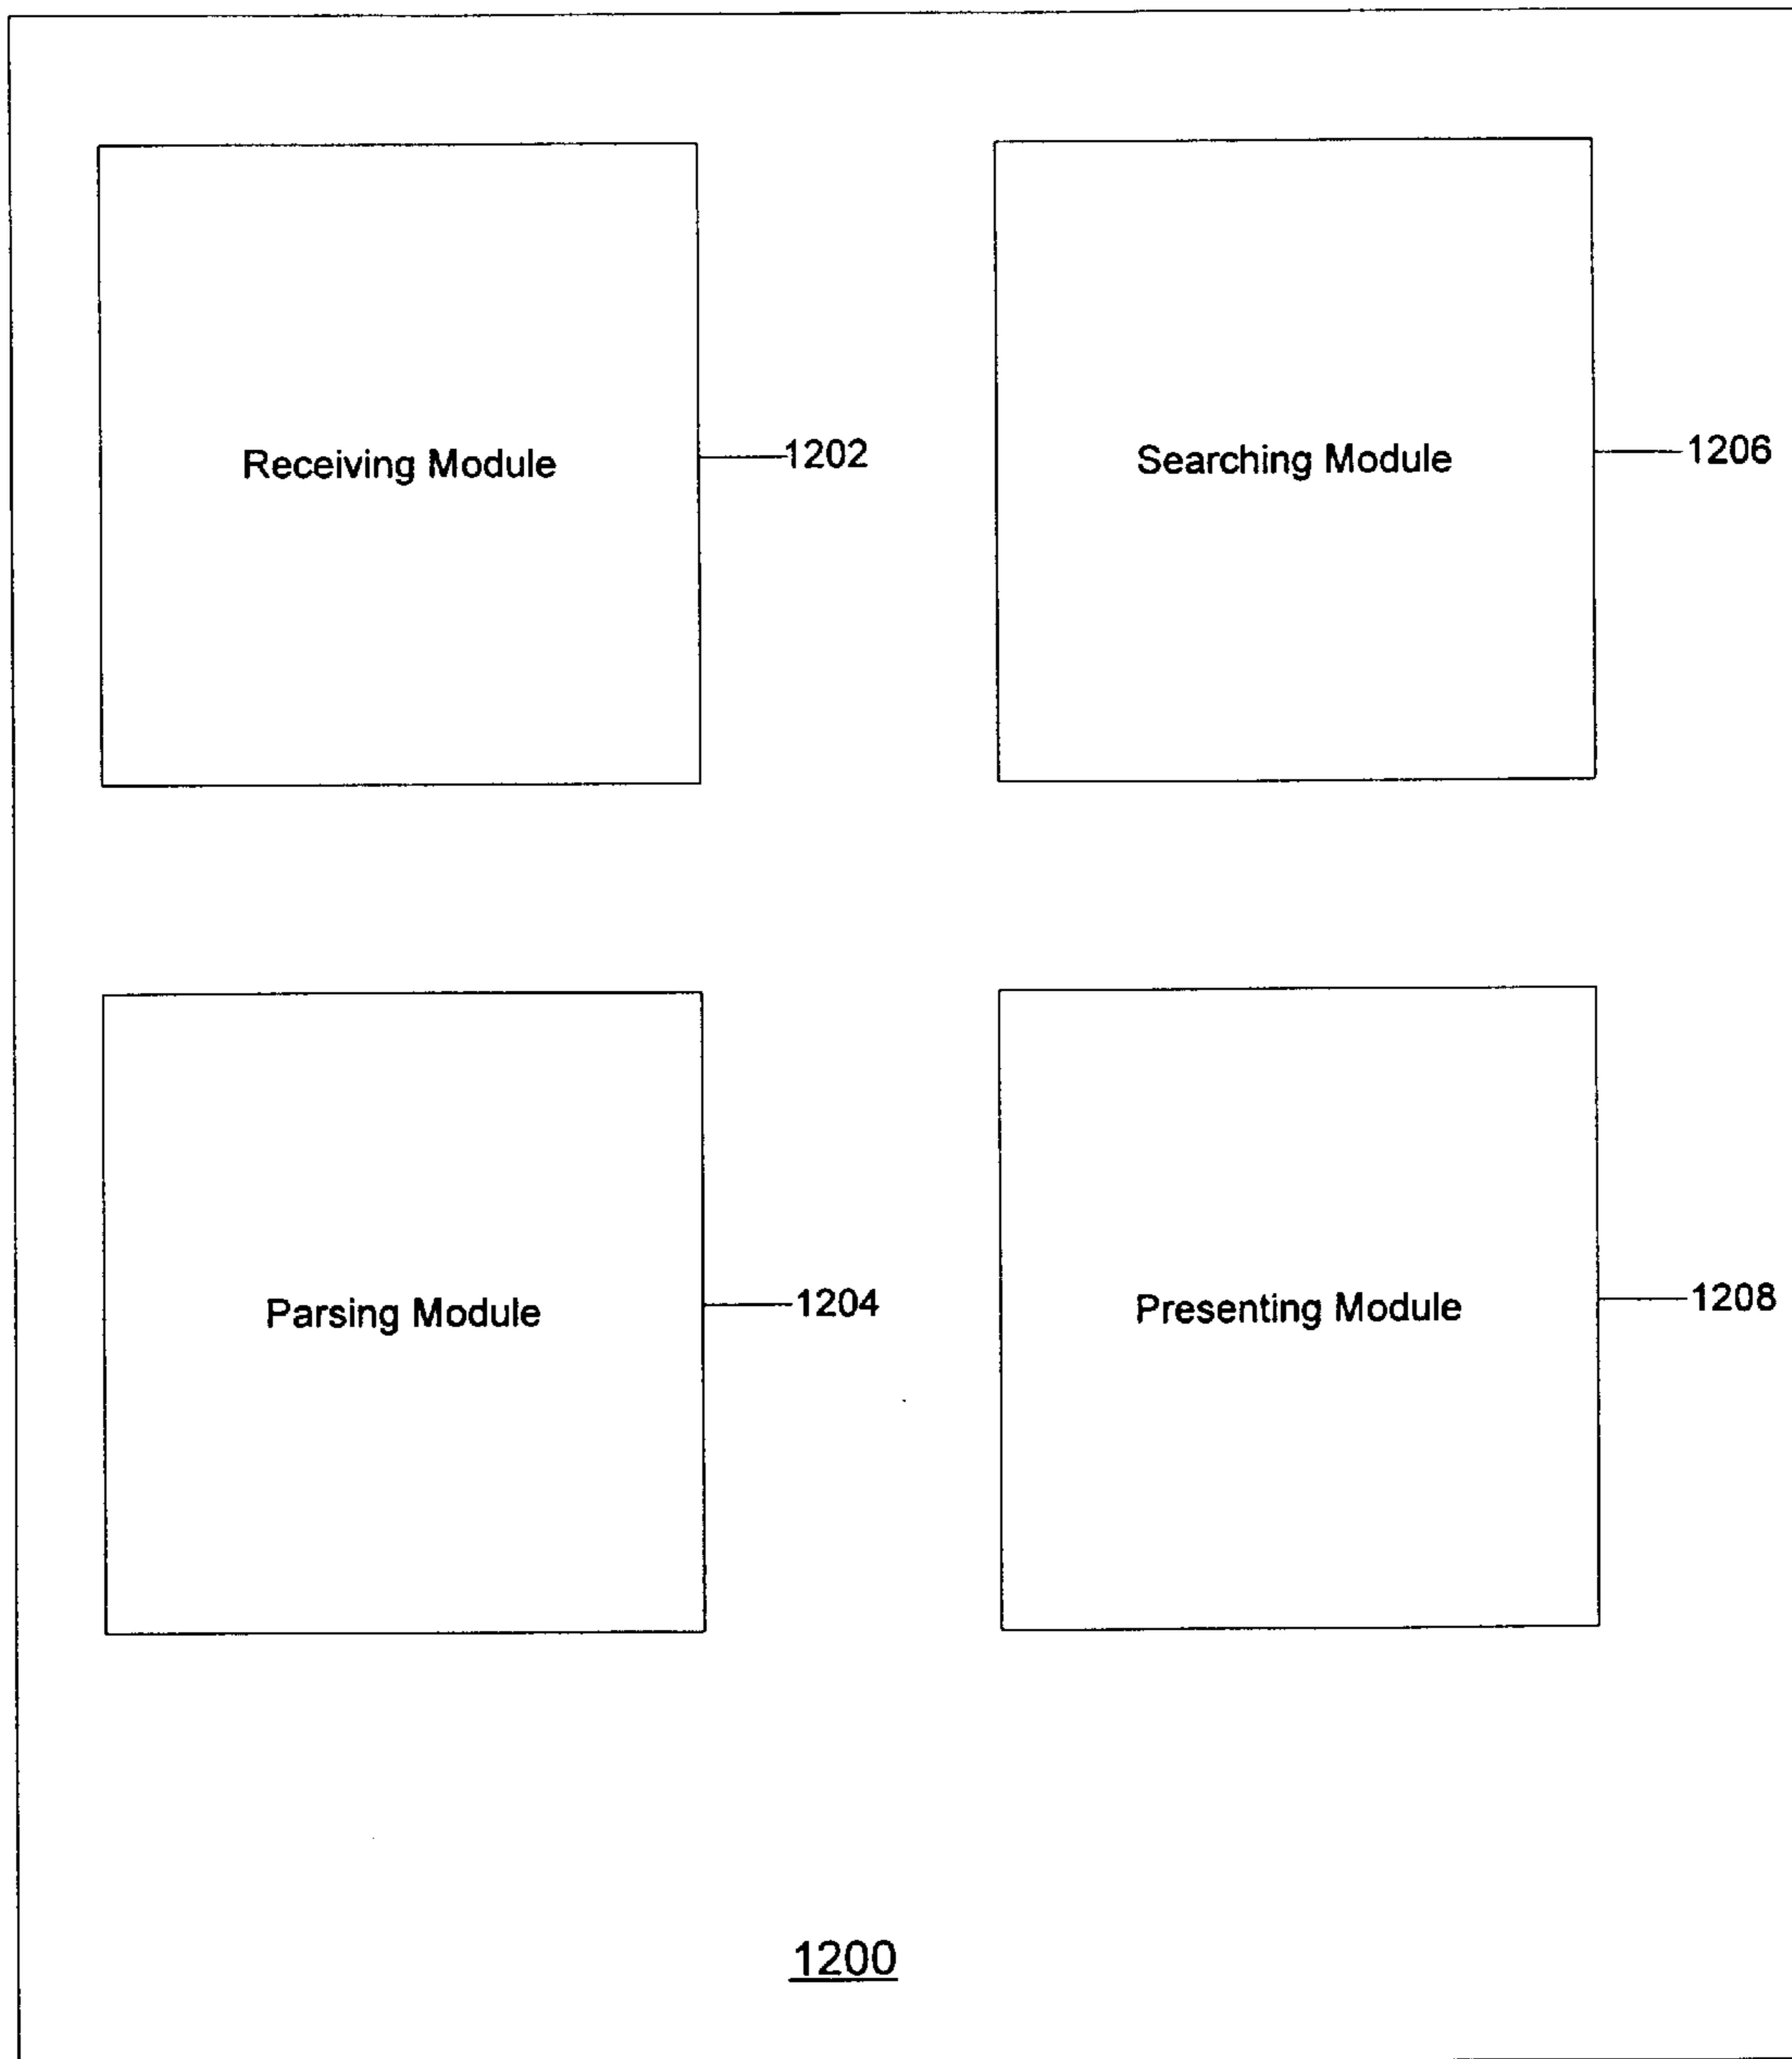 Receiving Module
1202
Searching Module
1206
Parsing Module
1204
Presenting Module
1208
1200